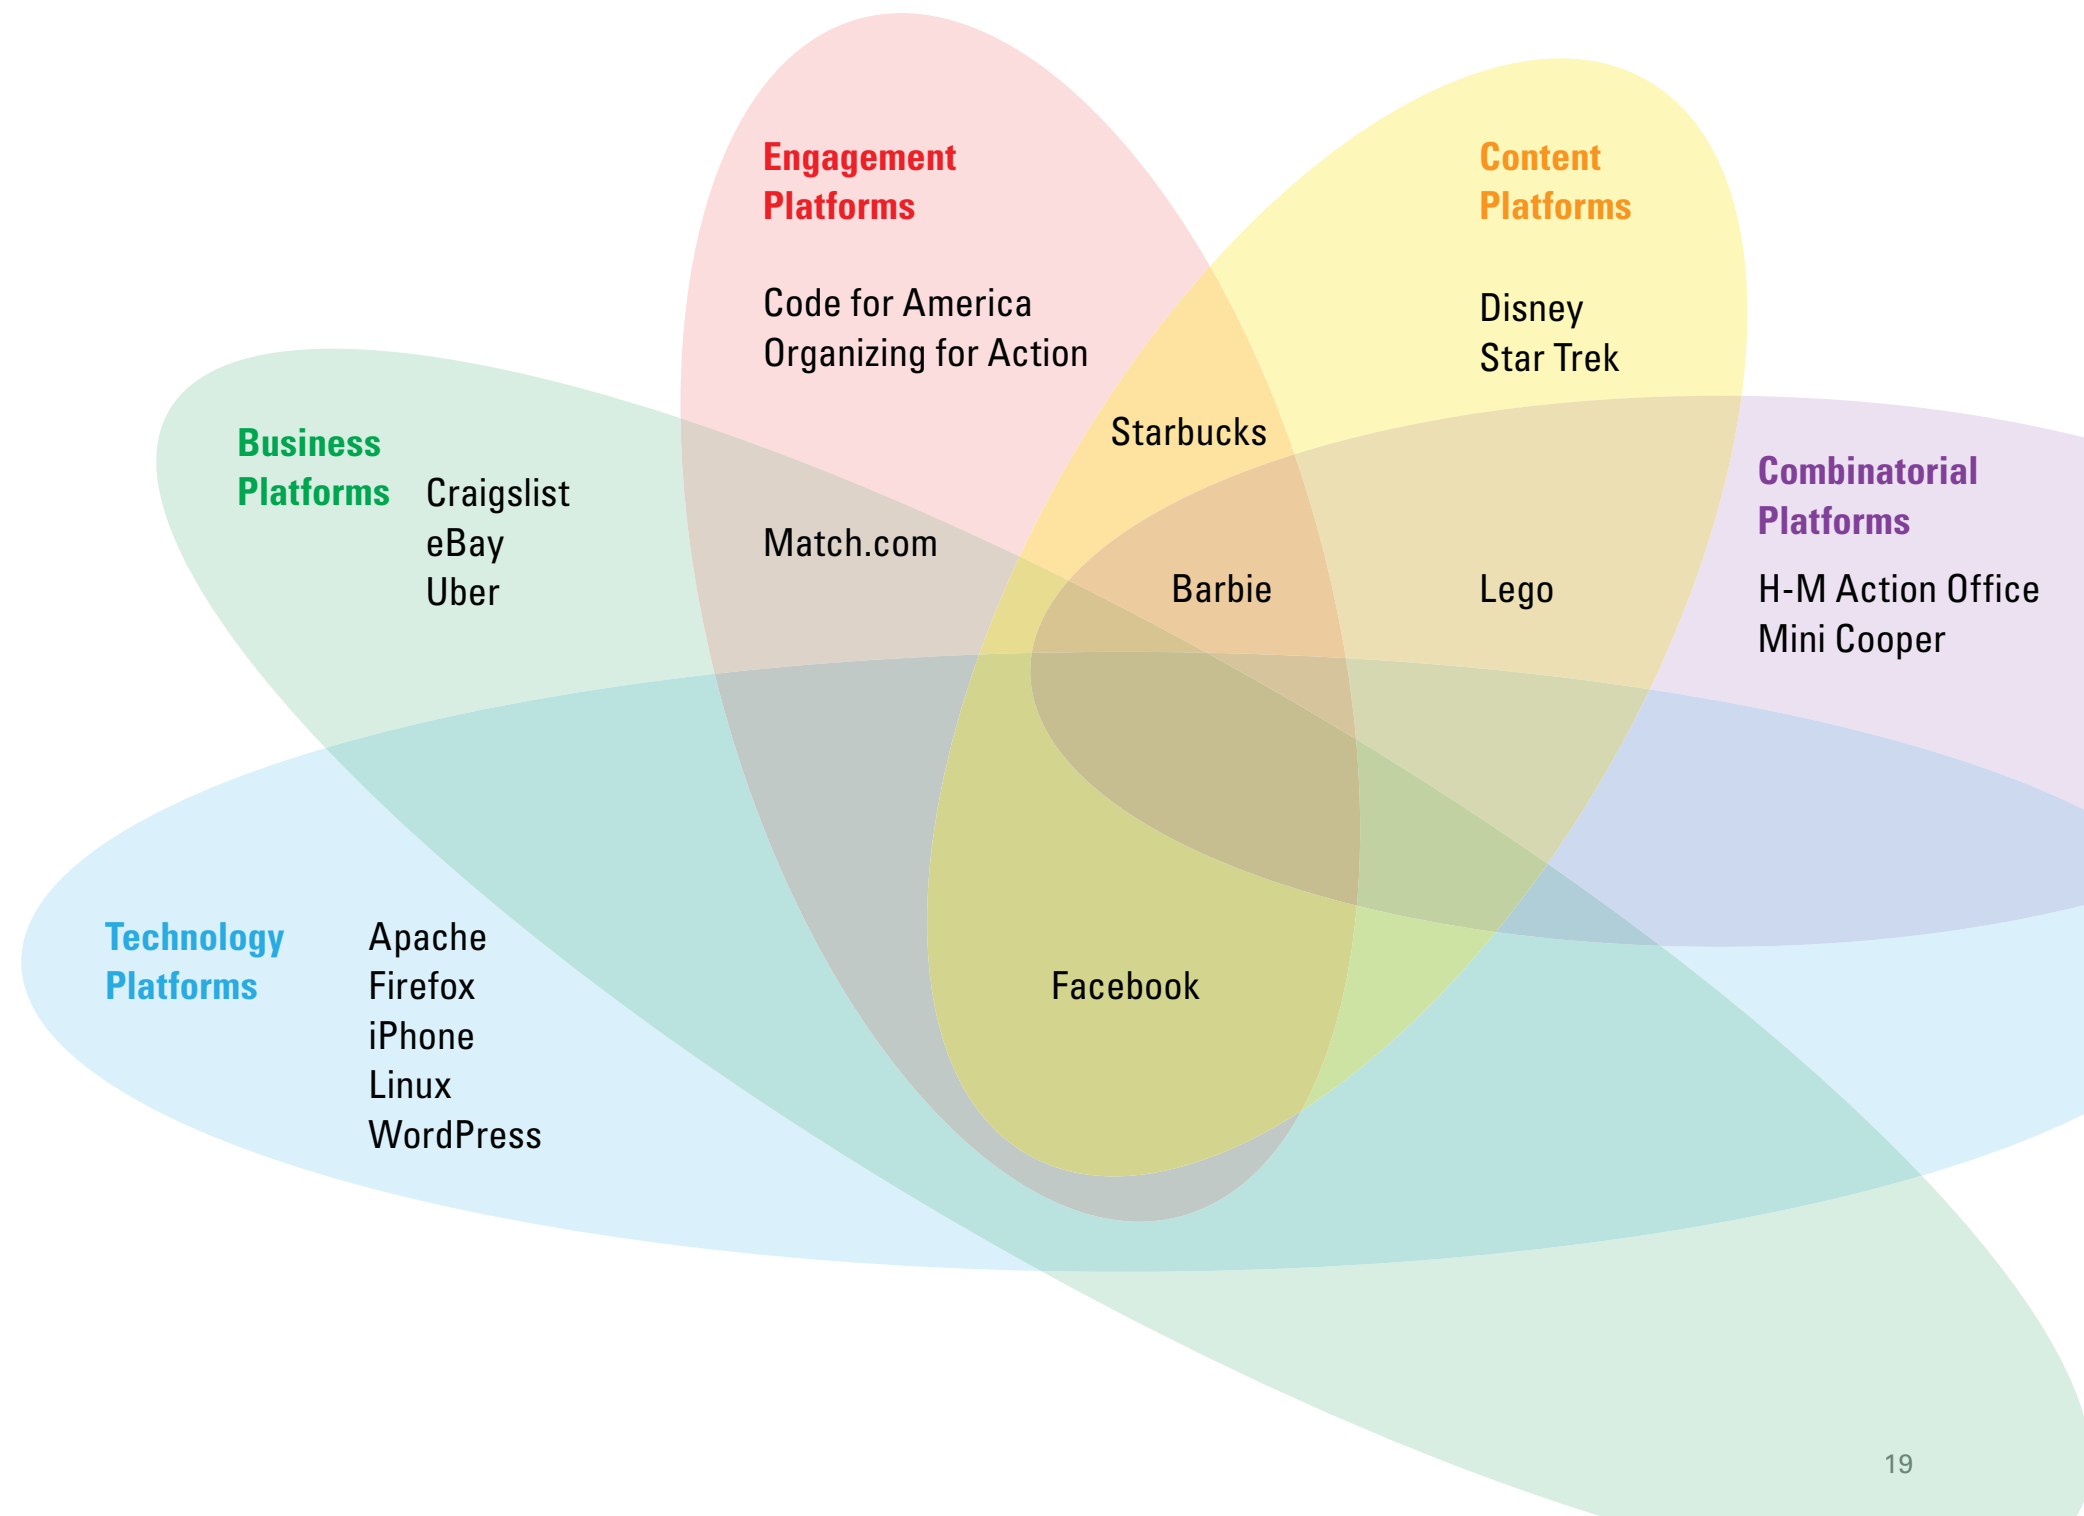 Engagement
Platforms
Code for America
Organizing for Action
Content
Platforms
Disney
Star Trek
Starbucks
Business
Platforms
Craigslist
eBay
Uber
Match.com
Barbie
Lego
Combinatorial
Platforms
H-M Action Office
Mini Cooper
Technology
Platforms
Apache
Firefox
iPhone
Linux
WordPress
Facebook
19